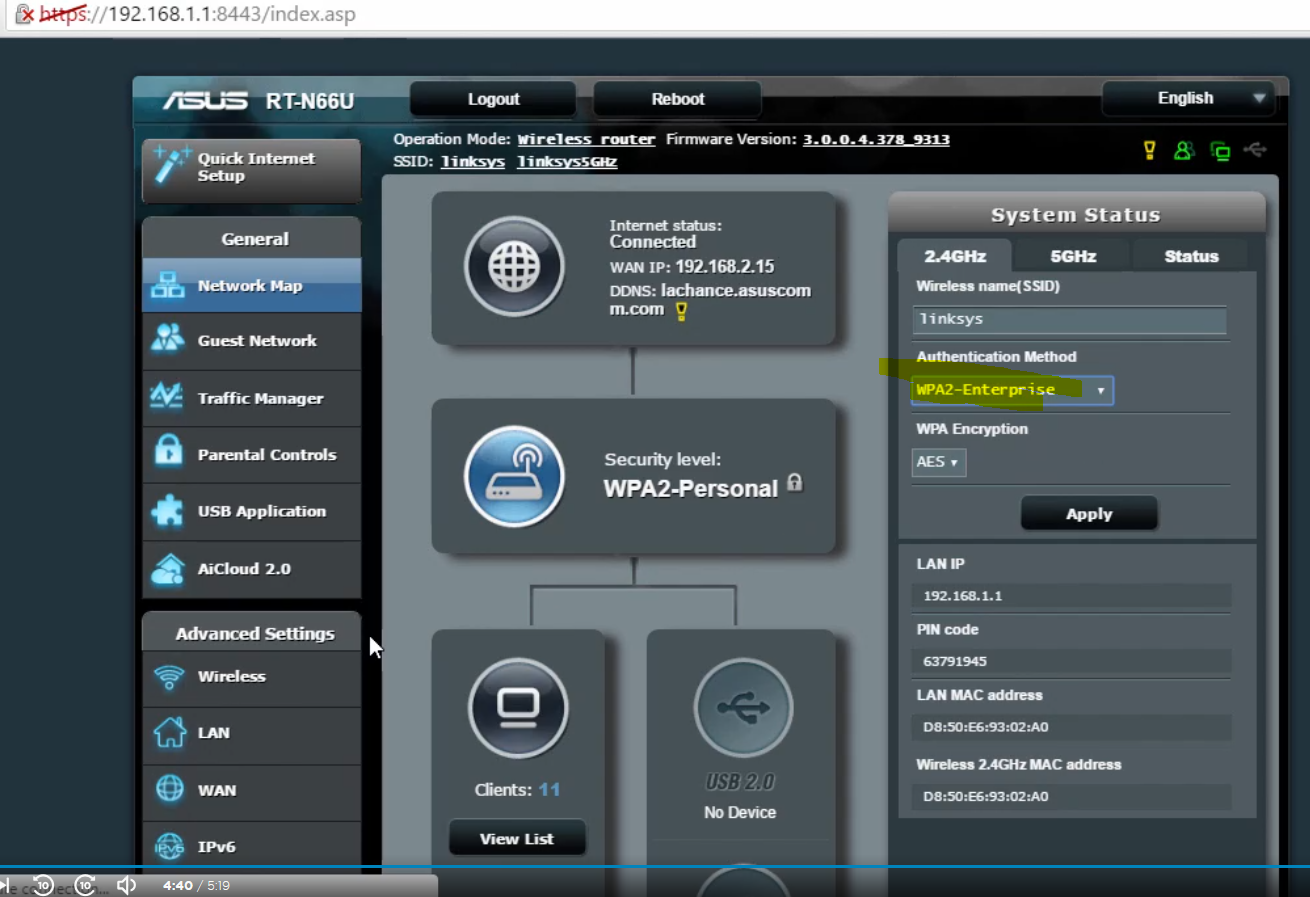 https://192.168.1.1:8443/index.asp
ASUS RT-N66U
Logout
Reboot
English
Quick Internet
Setup
Operation Mode: Wireless router Firmware Version: 3.0.0.4.378_9313
SSID: linksys linksys5GHz
General
Network Map
Guest Network
Traffic Manager
Parental Controls
USB Application
AiCloud 2.0
Advanced Settings
Wireless
LAN
WAN
IPv6
Internet status:
Connected
WAN IP: 192.168.2.15
DDNS: lachance.asuscom
m.com
Security level:
WPA2-Personal
Clients: 11
View List
USB 2.0
No Device
System Status
2.4GHz
5GHz
Status
Wireless name(SSID)
linksys
Authentication Method
WPA2-Enterprise
WPA Encryption
AES
Apply
LAN IP
192.168.1.1
PIN code
63791945
LAN MAC address
D8:50:E6:93:02:A0
Wireless 2.4GHz MAC address
D8:50:E6:93:02:A0
10
10
4:40 / 5:19